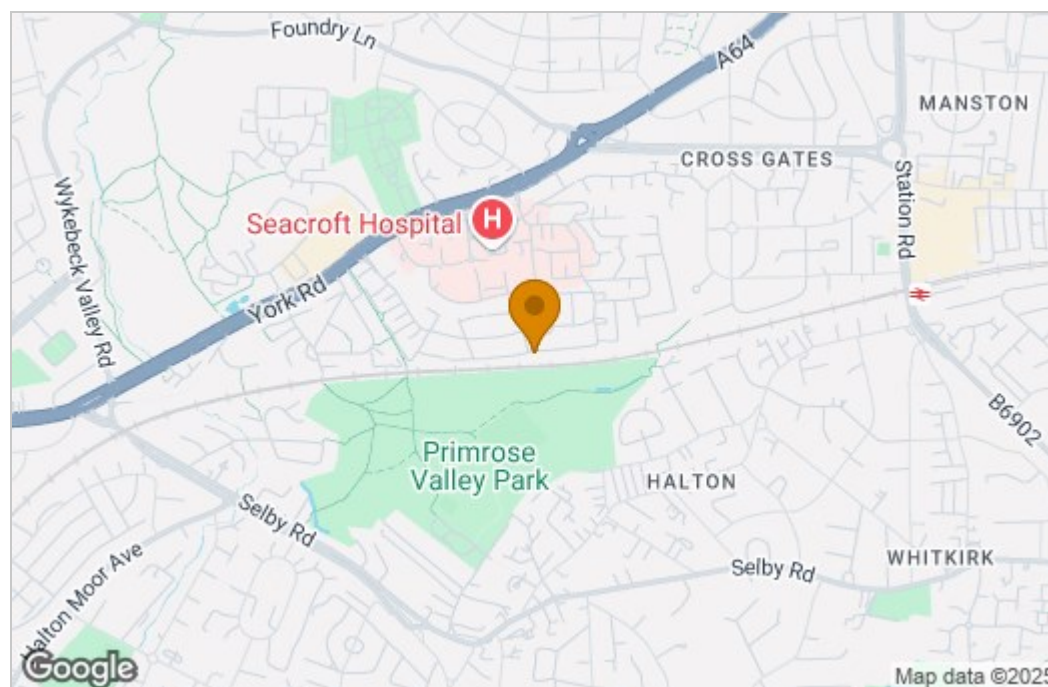 Foundry Ln
A64
MANSTON
CROSS GATES
Station Rd
Wykebeck Valley Rd
Seacroft Hospital
H
York Rd
B6902
Primrose
Valley Park
HALTON
Selby Rd
Selby Rd
WHITKIRK
Halton Moor Ave
Google
Map data ©2025